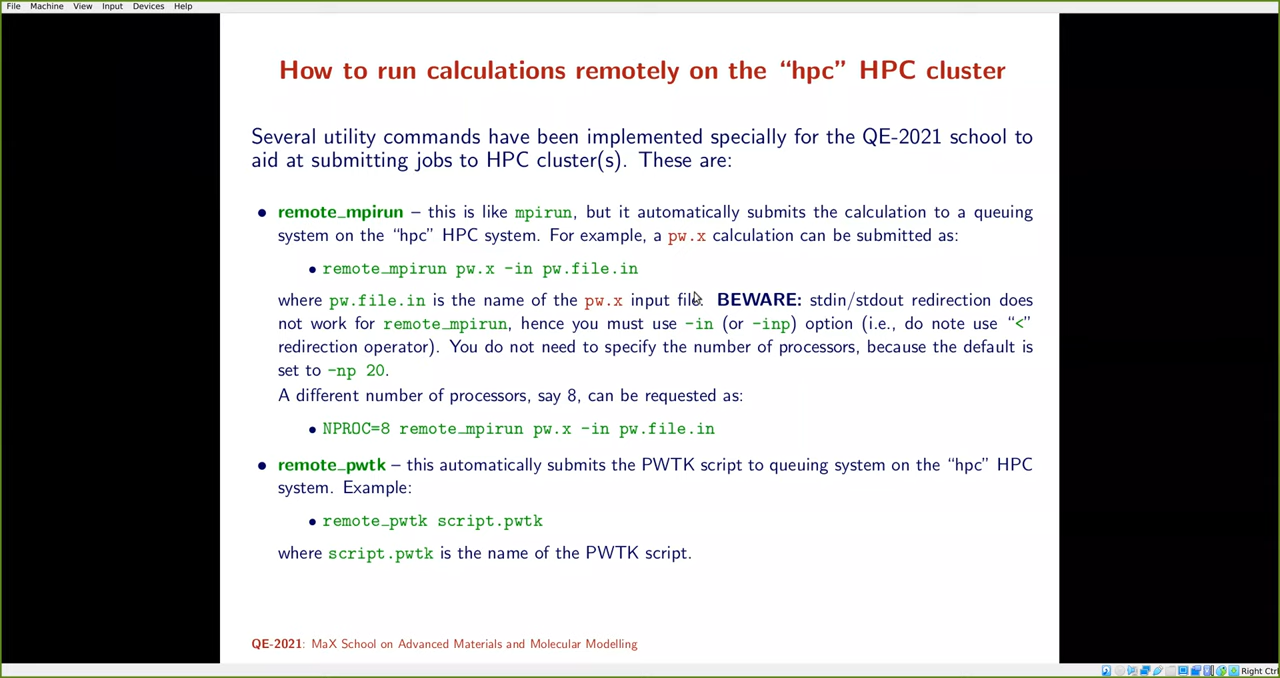 File Machine View Input Devices Help
How to run calculations remotely on the “hpc” HPC cluster
Several utility commands have been implemented specially for the QE-2021 school to
aid at submitting jobs to HPC cluster(s). These are:
• remote_mpirun – this is like mpirun, but it automatically submits the calculation to a queuing
system on the “hpc” HPC system. For example, a pw.x calculation can be submitted as:
• remote_mpirun pw.x -in pw.file.in
where pw.file.in is the name of the pw.x input file. BEWARE: stdin/stdout redirection does
not work for remote_mpirun, hence you must use -in (or -inp) option (i.e., do note use “<”
redirection operator). You do not need to specify the number of processors, because the default is
set to -np 20.
A different number of processors, say 8, can be requested as:
• NPROC=8 remote_mpirun pw.x -in pw.file.in
• remote_pwtk – this automatically submits the PWTK script to queuing system on the “hpc” HPC
system. Example:
• remote_pwtk script.pwtk
where script.pwtk is the name of the PWTK script.
QE-2021: MaX School on Advanced Materials and Molecular Modelling
Right Ctrl